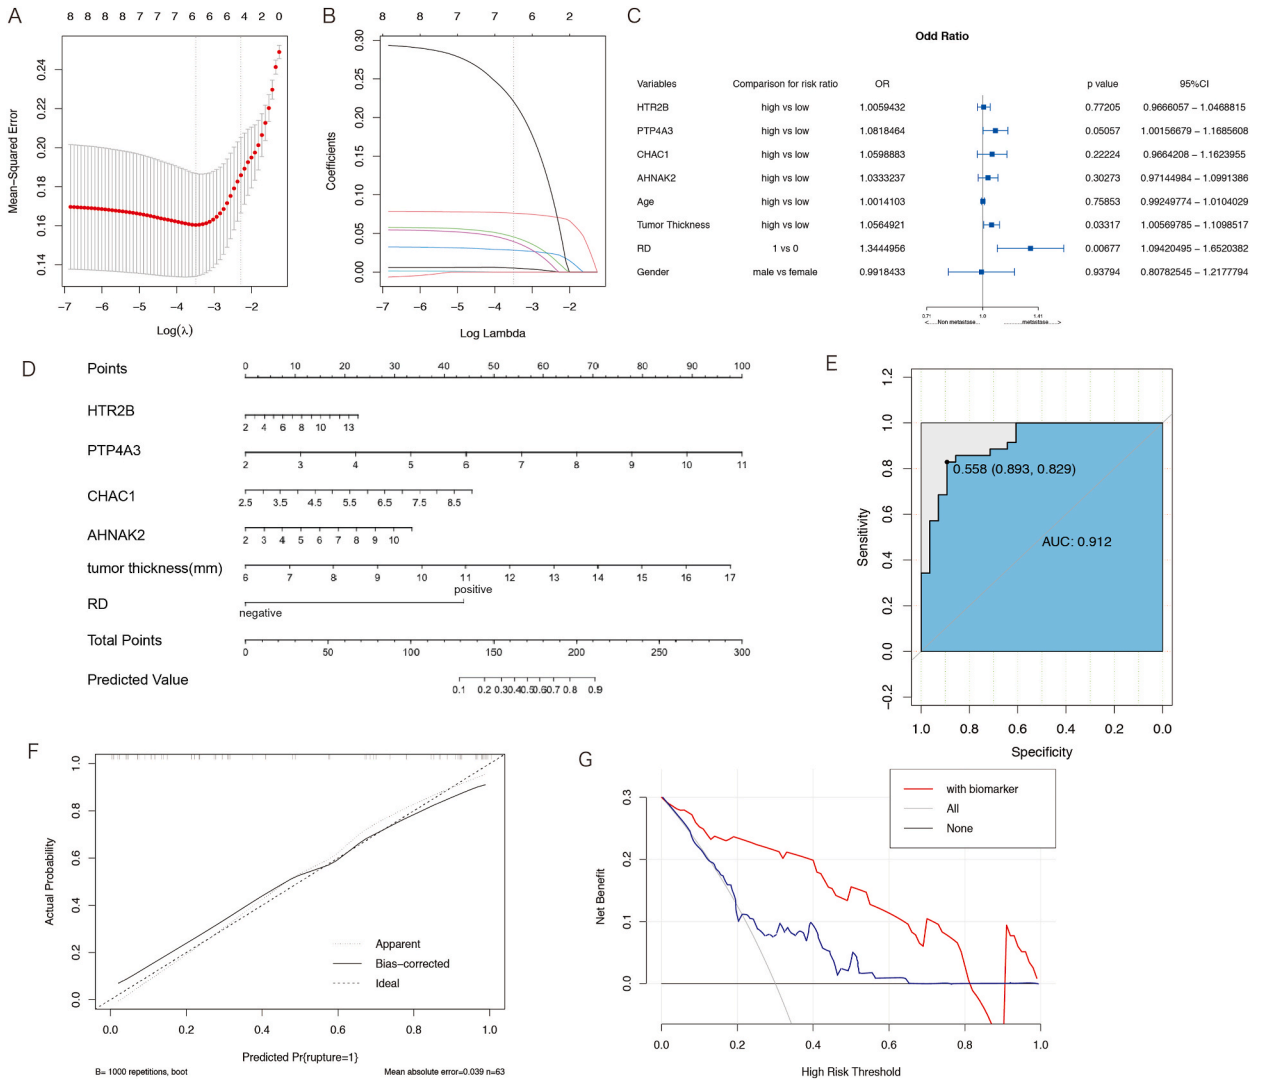 A
8 8 8 8 7 7 7 6 6 4 2 0
Mean-Squared Error
0.24
0.22
0.20
0.18
0.16
0.14
-7 -6 -5 -4 -3 -2
Log(λ)
B
8 8 7 7 6 2
Coefficients
0.30
0.25
0.20
0.15
0.10
0.05
0.00
-7 -6 -5 -4 -3 -2
Log Lambda
C
Odd Ratio
Variables Comparison for risk ratio OR p value 95%CI
HTR2B high vs low 1.0059432 0.77205 0.9666057 - 1.0468815
PTP4A3 high vs low 1.0818464 0.05057 1.00156679 - 1.1685608
CHAC1 high vs low 1.0598883 0.22224 0.9664208 - 1.1623955
AHNAK2 high vs low 1.0333237 0.30273 0.97144984 - 1.0991386
Age high vs low 1.0014103 0.75853 0.99249774 - 1.0104029
Tumor Thickness high vs low 1.0564921 0.03317 1.00569785 - 1.1098517
RD 1 vs 0 1.3444956 0.00677 1.09420495 - 1.6520382
Gender male vs female 0.9918433 0.93794 0.80782545 - 1.2177794
0.71 1.0 1.41
<....Non metastase... .............metastase....>
D
Points 0 10 20 30 40 50 60 70 80 90 100
HTR2B
2 4 6 8 10 13
PTP4A3
2 3 4 5 6 7 8 9 10 11
CHAC1
2.5 3.5 4.5 5.5 6.5 7.5 8.5
AHNAK2
2 3 4 5 6 7 8 9 10
tumor thickness(mm)
6 7 8 9 10 11 12 13 14 15 16 17
positive
RD
negative
Total Points
0 50 100 150 200 250 300
Predicted Value
0.1 0.2 0.3 0.4 0.5 0.6 0.7 0.8 0.9
E
Sensitivity
1.2
1.0
0.8
0.6
0.4
0.2
0.0
-0.2
0.558 (0.893, 0.829)
AUC: 0.912
1.0 0.8 0.6 0.4 0.2 0.0
Specificity
F
Actual Probability
1.0
0.8
0.6
0.4
0.2
0.0
Apparent
Bias-corrected
Ideal
0.0 0.2 0.4 0.6 0.8 1.0
Predicted Pr{rupture=1}
B= 1000 repetitions, boot Mean absolute error=0.039 n=63
G
Net Benefit
0.3
0.2
0.1
0.0
with biomarker
All
None
0.0 0.2 0.4 0.6 0.8 1.0
High Risk Threshold